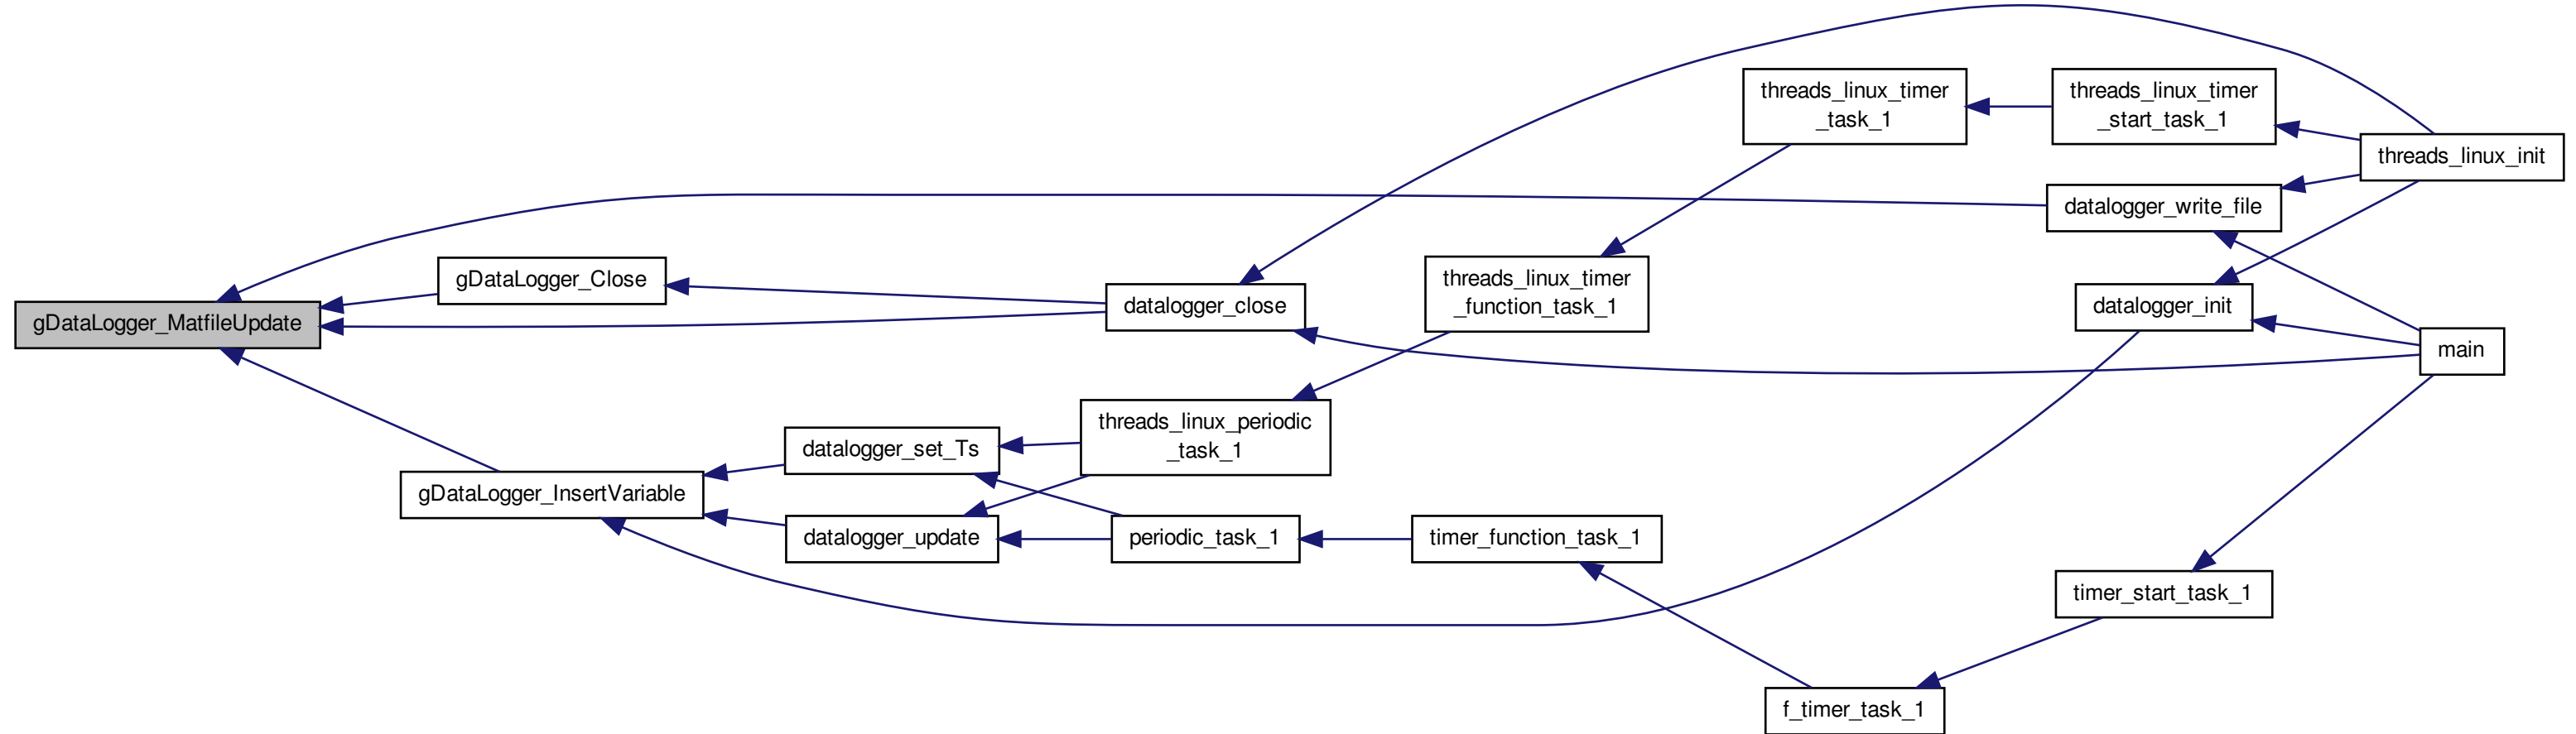 threads_linux_timer
_task_1
threads_linux_timer
_start_task_1
threads_linux_init
datalogger_write_file
gDataLogger_Close
threads_linux_timer
_function_task_1
datalogger_close
datalogger_init
gDataLogger_MatfileUpdate
main
threads_linux_periodic
_task_1
datalogger_set_Ts
gDataLogger_InsertVariable
datalogger_update
periodic_task_1
timer_function_task_1
timer_start_task_1
f_timer_task_1